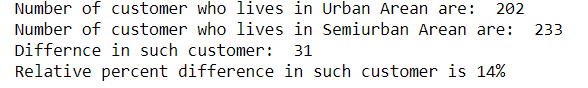 Number of customer who lives in Urban Arean are:  202
Number of customer who lives in Semiurban Arean are:  233
Differnce in such customer:  31
Relative percent difference in such customer is 14%